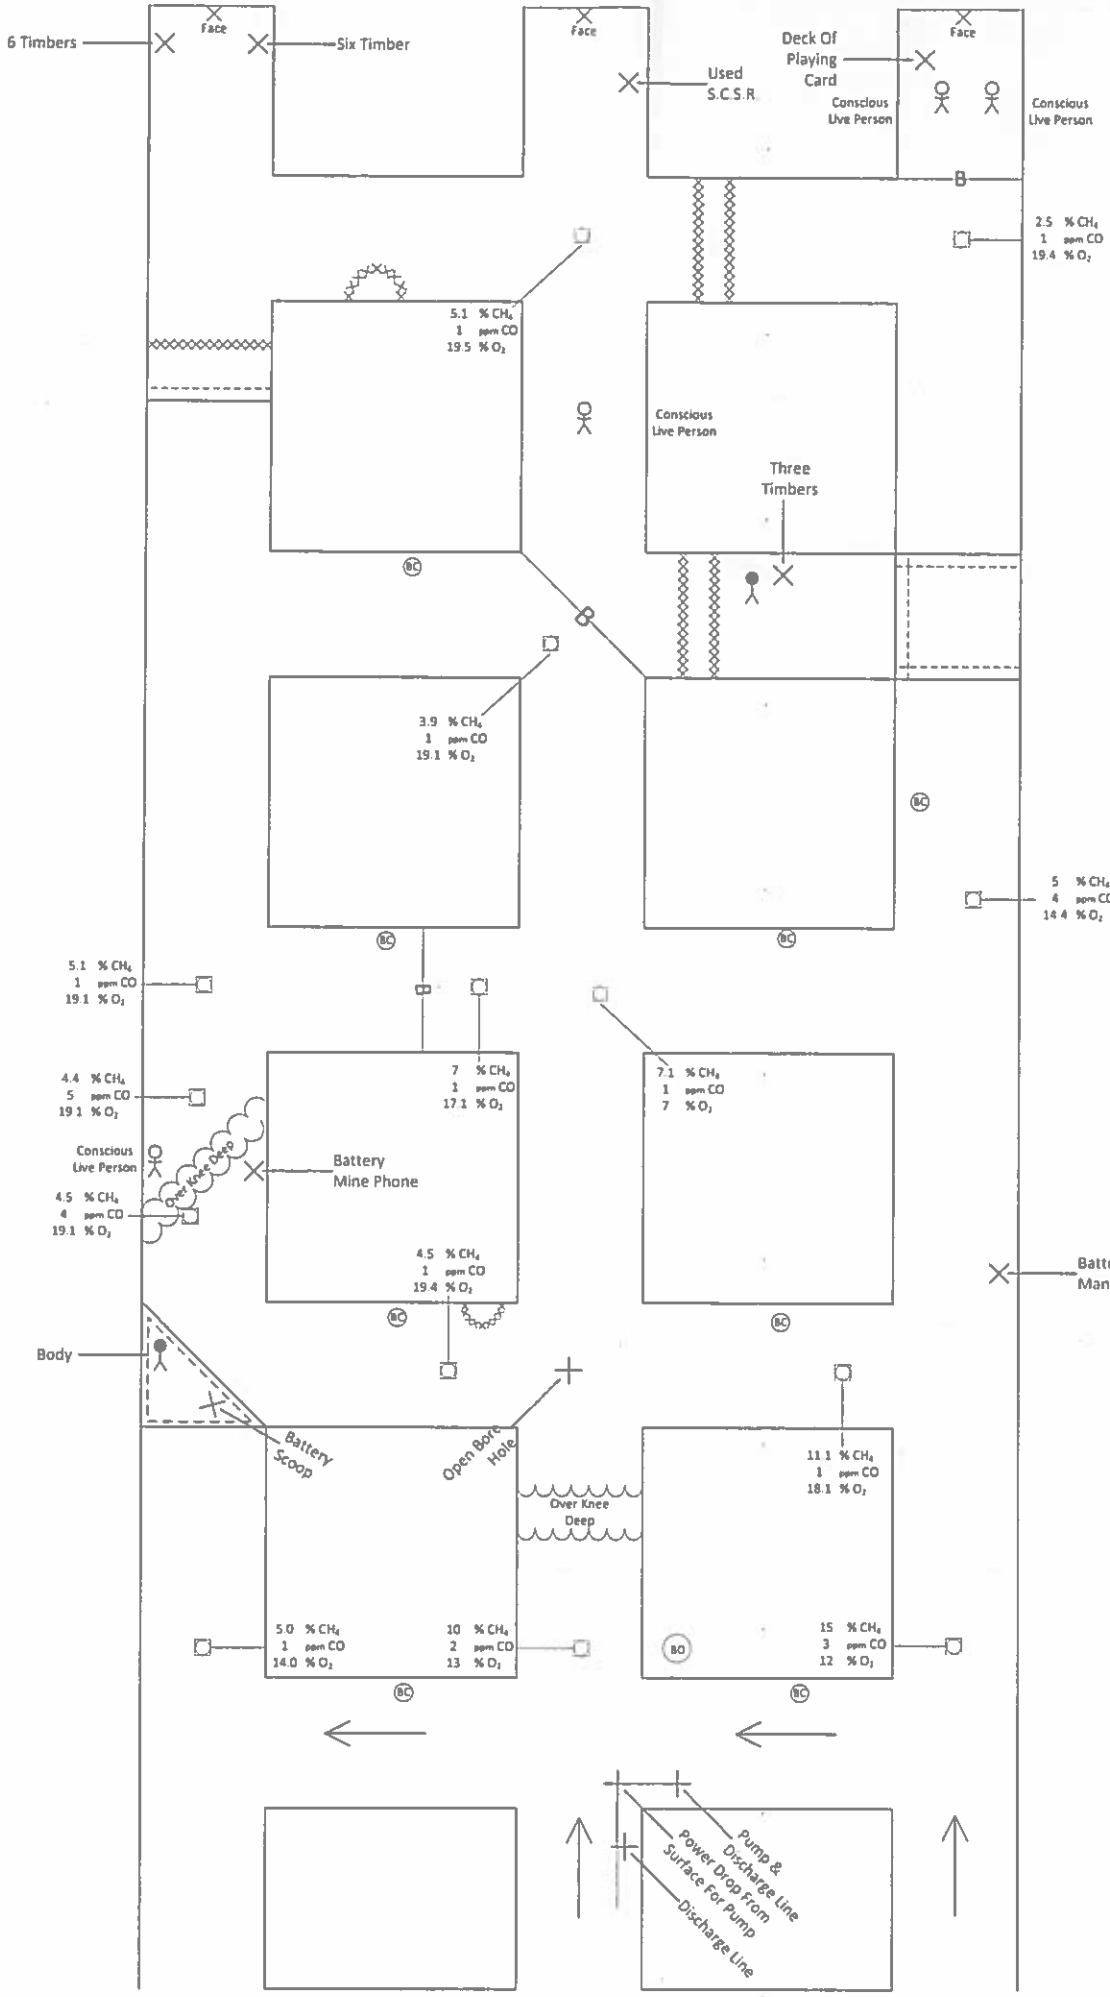 Face
6 Timbers
Six Timber
Face
Used
S.C.S.R
Deck Of
Playing
Card
Face
Conscious
Live Person
Conscious
Live Person
B
2.5 % CH₄
1 ppm CO
19.4 % O₂
5.1 % CH₄
1 ppm CO
19.5 % O₂
Conscious
Live Person
Three
Timbers
BC
B
3.9 % CH₄
1 ppm CO
19.1 % O₂
BC
5 % CH₄
4 ppm CO
14.4 % O₂
BC
BC
5.1 % CH₄
1 ppm CO
19.1 % O₂
B
7 % CH₄
1 ppm CO
17.1 % O₂
7.1 % CH₄
1 ppm CO
7 % O₂
4.4 % CH₄
5 ppm CO
19.1 % O₂
Over Knee Deep
Conscious
Live Person
Battery
Mine Phone
4.5 % CH₄
4 ppm CO
19.1 % O₂
4.5 % CH₄
1 ppm CO
19.4 % O₂
Man
BC
BC
Body
Battery
Scoop
Open Bore
Hole
11.1 % CH₄
1 ppm CO
18.1 % O₂
Over Knee
Deep
5.0 % CH₄
1 ppm CO
14.0 % O₂
10 % CH₄
2 ppm CO
13 % O₂
BO
15 % CH₄
3 ppm CO
12 % O₂
BC
BC
Pump &
Discharge Line
Power Drop From
Surface For Pump
Discharge Line